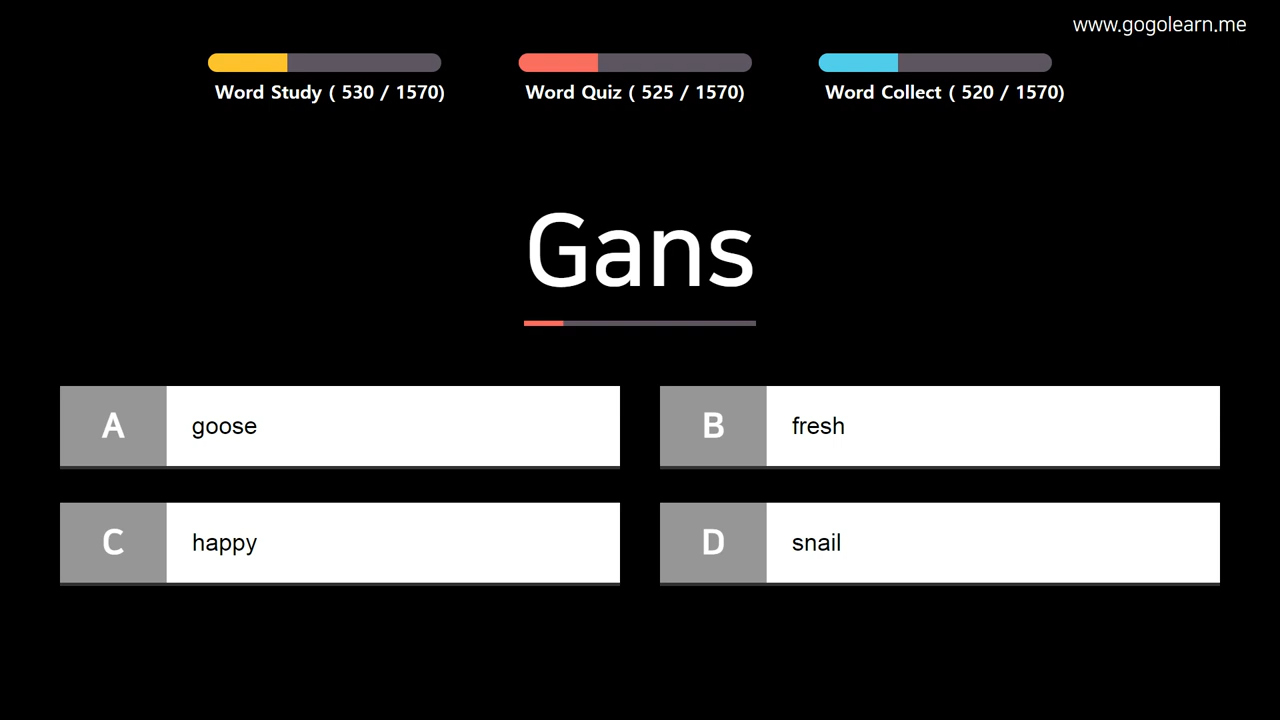 www.gogolearn.me
Word Study ( 530 / 1570)
Word Quiz ( 525 / 1570)
Word Collect ( 520 / 1570)
Gans
A goose
B fresh
C happy
D snail